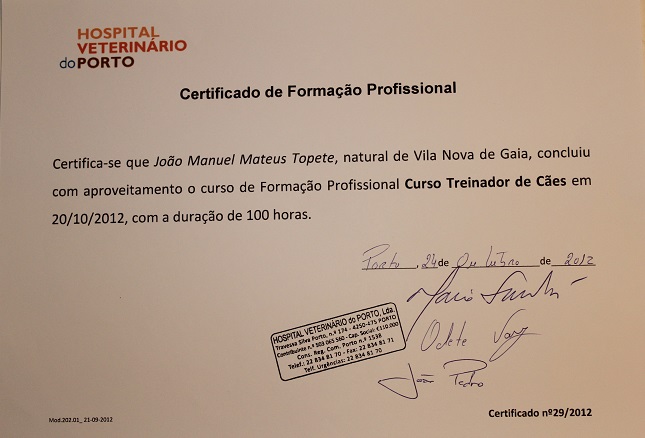 HOSPITAL
VETERINÁRIO
doPORTO
Certificado de Formação Profissional
Certifica-se que João Manuel Mateus Topete, natural de Vila Nova de Gaia, concluiu
com aproveitamento o curso de Formação Profissional Curso Treinador de Cães em
20/10/2012, com a duração de 100 horas.
Porto, 24 de Outubro de 2012
HOSPITAL VETERINÁRIO do PORTO, Lda.
Travessa Silva Porto, n.º 174 - 4250-475 PORTO
Contribuinte n.º 503 065 560 - Cap. Social: €110.000
Cons. Reg. Com. Porto n.º 1538
Telef.: 22 834 81 70 - Fax: 22 834 81 71
Telf. Urgências: 22 834 81 70
Odete Vaz
João Pedro
Mod.202.01_ 21-09-2012
Certificado nº29/2012